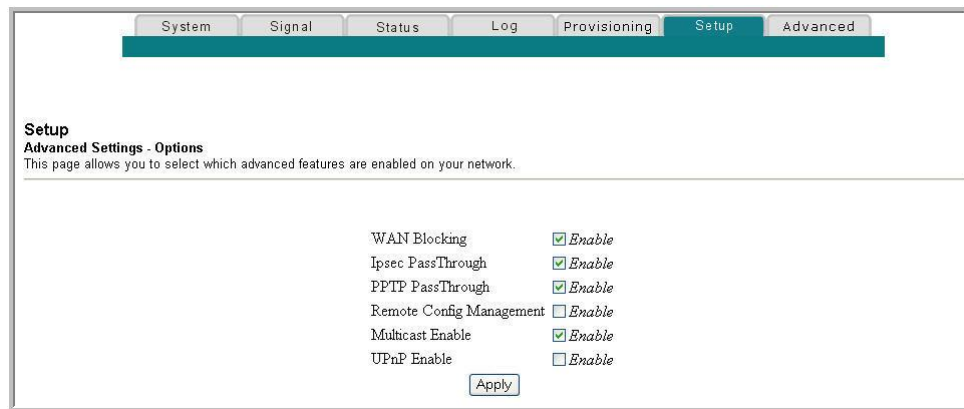 System Signal Status Log Provisioning Setup Advanced
Setup
Advanced Settings - Options
This page allows you to select which advanced features are enabled on your network.
WAN Blocking Enable
Ipsec PassThrough Enable
PPTP PassThrough Enable
Remote Config Management Enable
Multicast Enable Enable
UPnP Enable Enable
Apply